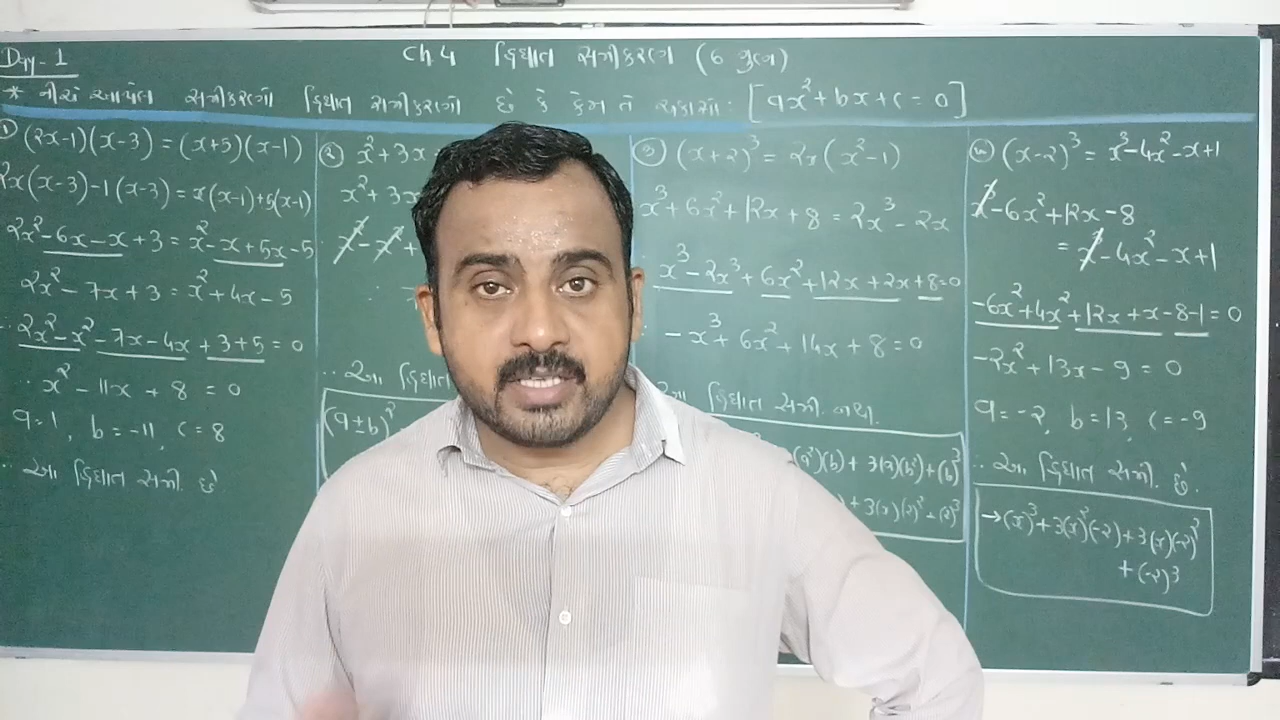 Day-1
Ch 4 દ્વિઘાત સમીકરણ (6 ગુણ)
* નીચે આપેલ સમીકરણો દ્વિઘાત સમીકરણો છે કે કેમ તે ચકાસો: [ax² + bx + c = 0]
① (2x-1)(x-3) = (x+5)(x-1)
2x(x-3)-1(x-3) = x(x-1)+5(x-1)
2x²-6x-x+3 = x²-x+5x-5
2x²-7x+3 = x²+4x-5
∴ 2x²-x²-7x-4x+3+5=0
∴ x²-11x+8=0
a=1, b=-11, c=8
∴ આ દ્વિઘાત સમી. છે
② x²+3x
x²+3x
∴ આ દ્વિઘાત
(a±b)²
③ (x+2)³ = 2x(x²-1)
x³+6x²+12x+8 = 2x³-2x
x³-2x³+6x²+12x+2x+8=0
∴ -x³+6x²+14x+8=0
દ્વિઘાત સમી. નથી.
(a²)(b) + 3(a)(b²)+(b)³
+ 3(x)(2)²+(2)³
(x-2)³ = x³-4x²-x+1
-6x²+12x-8
-4x²-x+1
-6x²+4x²+12x+x-8-1=0
-2x²+13x-9=0
a=-2, b=13, c=-9
∴ આ દ્વિઘાત સમી. છે.
→(x)³+3(x)²(-2)+3(x)(-2)²
+(-2)³